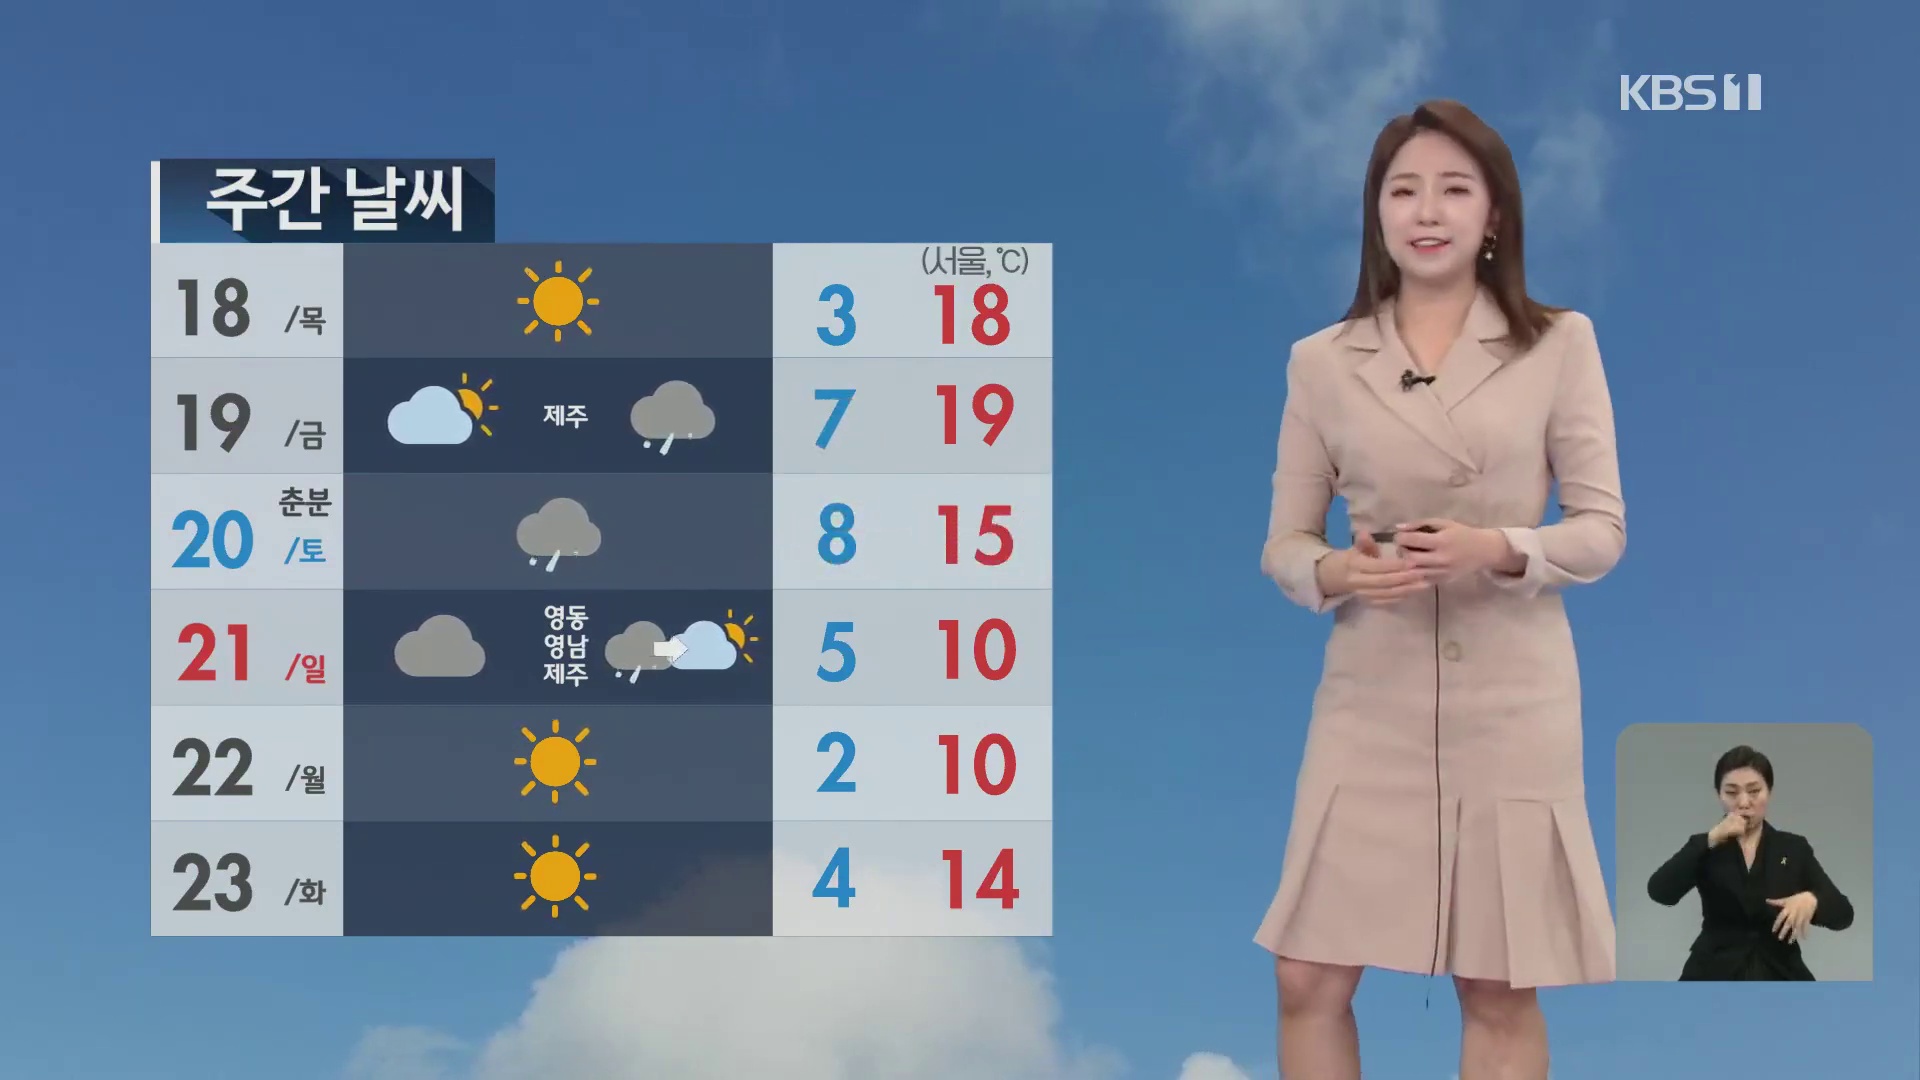 KBS 1
주간 날씨
(서울, ℃)
18 /목 3 18
19 /금 제주 7 19
20 춘분 /토 8 15
21 /일 영동 영남 제주 5 10
22 /월 2 10
23 /화 4 14